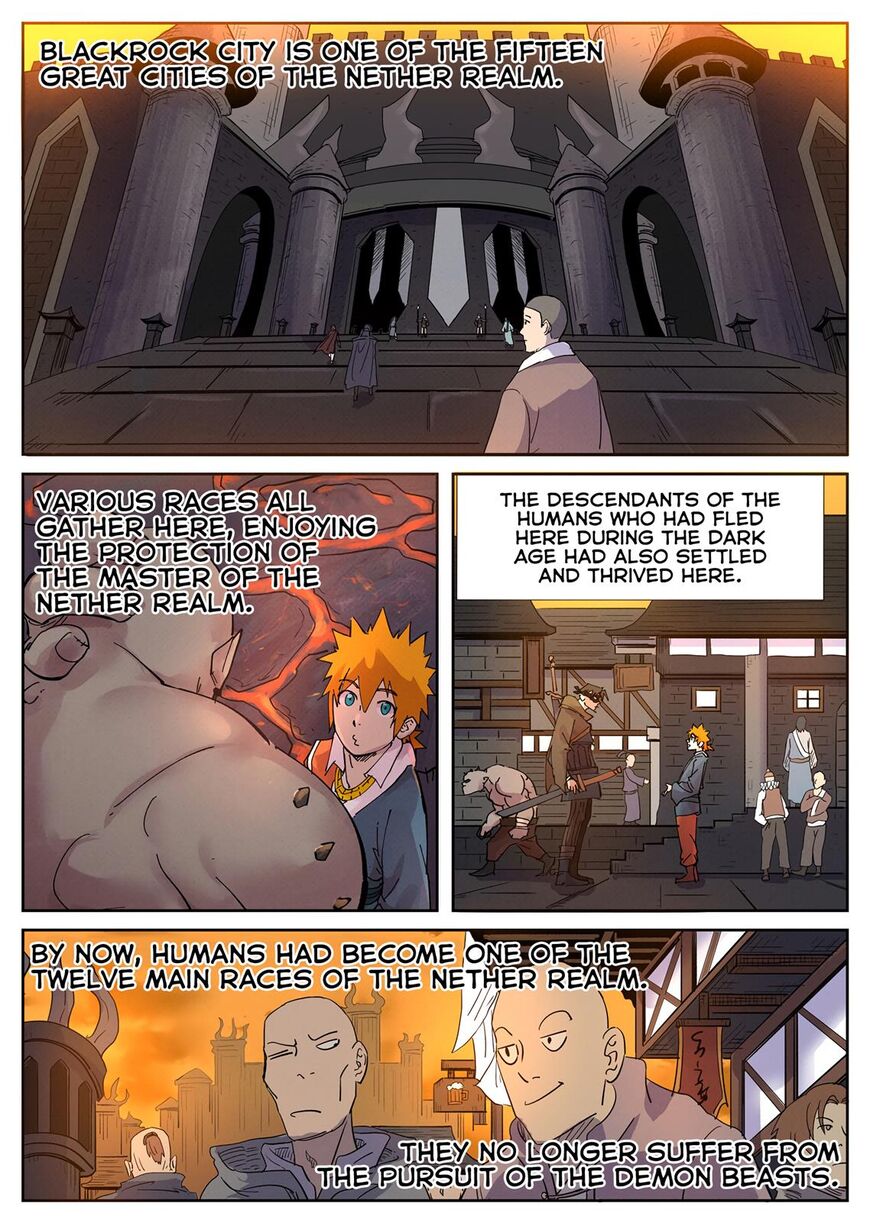 BLACKROCK CITY IS ONE OF THE FIFTEEN
GREAT CITIES OF THE NETHER REALM.
VARIOUS RACES ALL
GATHER HERE, ENJOYING
THE PROTECTION OF
THE MASTER OF THE
NETHER REALM.
THE DESCENDANTS OF THE
HUMANS WHO HAD FLED
HERE DURING THE DARK
AGE HAD ALSO SETTLED
AND THRIVED HERE.
BY NOW, HUMANS HAD BECOME ONE OF THE
TWELVE MAIN RACES OF THE NETHER REALM.
THEY NO LONGER SUFFER FROM
THE PURSUIT OF THE DEMON BEASTS.